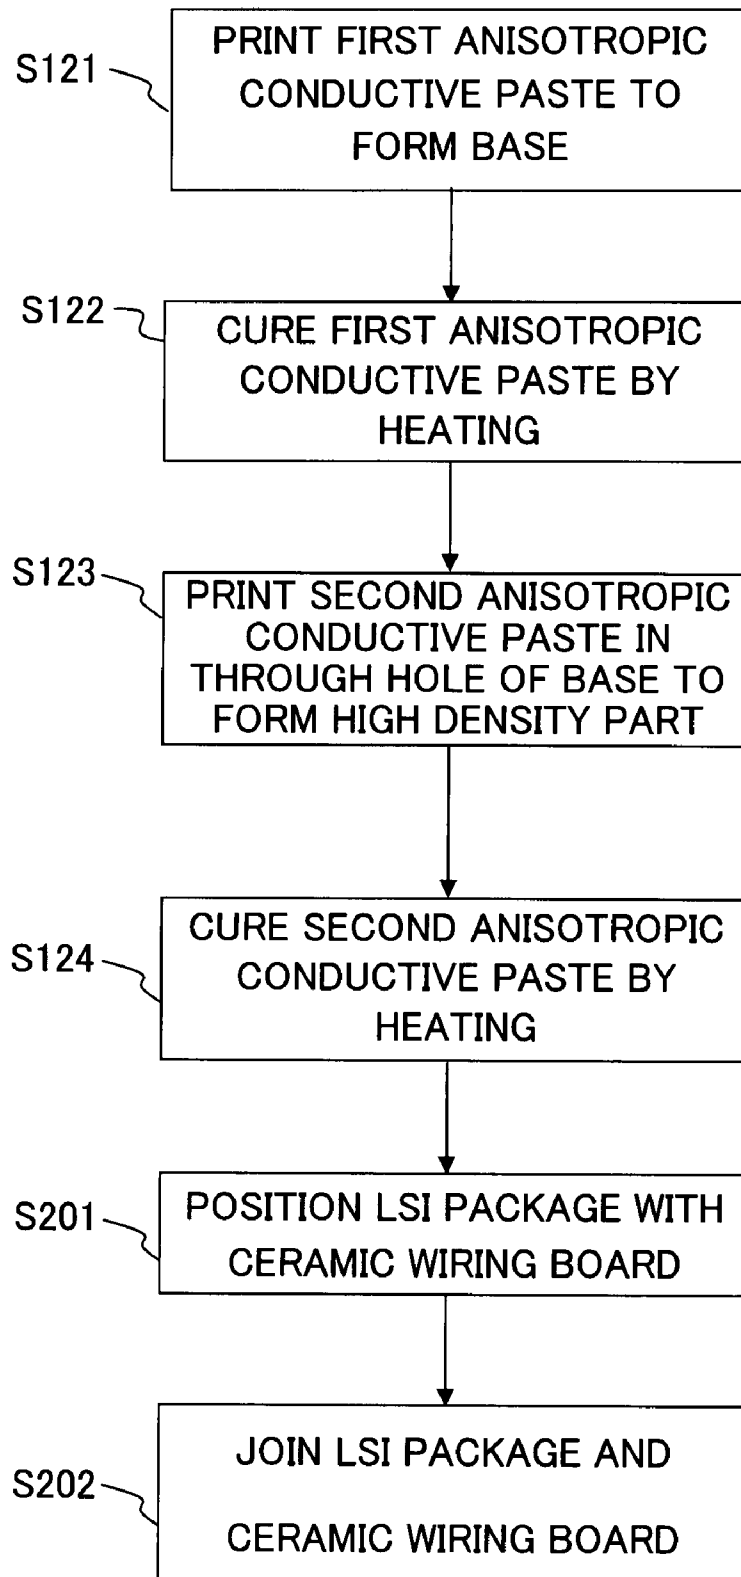 S121
PRINT FIRST ANISOTROPIC
CONDUCTIVE PASTE TO
FORM BASE
S122
CURE FIRST ANISOTROPIC
CONDUCTIVE PASTE BY
HEATING
S123
PRINT SECOND ANISOTROPIC
CONDUCTIVE PASTE IN
THROUGH HOLE OF BASE TO
FORM HIGH DENSITY PART
S124
CURE SECOND ANISOTROPIC
CONDUCTIVE PASTE BY
HEATING
S201
POSITION LSI PACKAGE WITH
CERAMIC WIRING BOARD
S202
JOIN LSI PACKAGE AND
CERAMIC WIRING BOARD